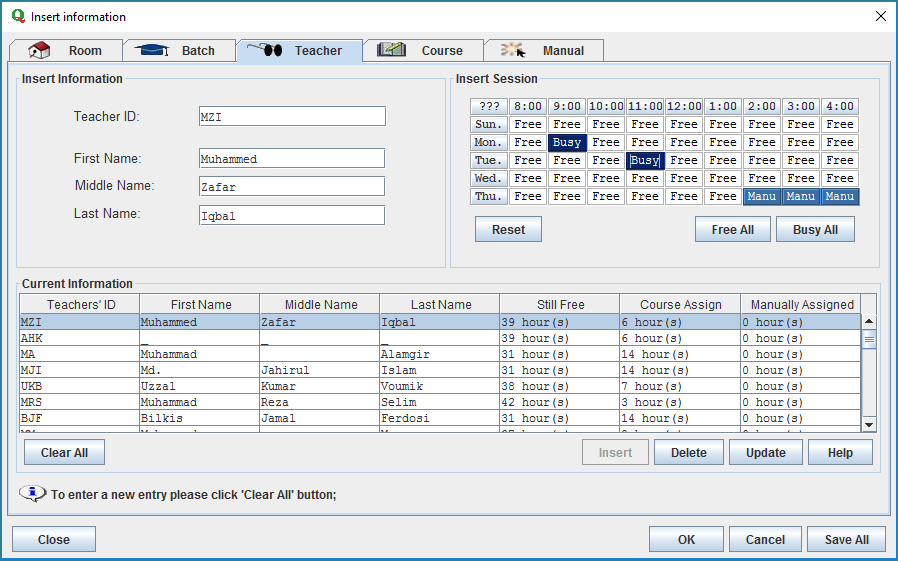 Insert information
Room Batch Teacher Course Manual
Insert Information
Teacher ID: MZI
First Name: Muhammed
Middle Name: Zafar
Last Name: Iqbal
Insert Session
??? 8:00 9:00 10:00 11:00 12:00 1:00 2:00 3:00 4:00
Sun. Free Free Free Free Free Free Free Free Free
Mon. Free Busy Free Free Free Free Free Free Free
Tue. Free Free Free Busy Free Free Free Free Free
Wed. Free Free Free Free Free Free Free Free Free
Thu. Free Free Free Free Free Free Manu Manu Manu
Reset Free All Busy All
Current Information
Teachers' ID First Name Middle Name Last Name Still Free Course Assign Manually Assigned
MZI Muhammed Zafar Iqbal 39 hour(s) 6 hour(s) 0 hour(s)
AHK _ _ _ 39 hour(s) 6 hour(s) 0 hour(s)
MA Muhammad Alamgir 31 hour(s) 14 hour(s) 0 hour(s)
MJI Md. Jahirul Islam 31 hour(s) 14 hour(s) 0 hour(s)
UKB Uzzal Kumar Voumik 38 hour(s) 7 hour(s) 0 hour(s)
MRS Muhammad Reza Selim 42 hour(s) 3 hour(s) 0 hour(s)
BJF Bilkis Jamal Ferdosi 31 hour(s) 14 hour(s) 0 hour(s)
Clear All Insert Delete Update Help
To enter a new entry please click 'Clear All' button;
Close OK Cancel Save All